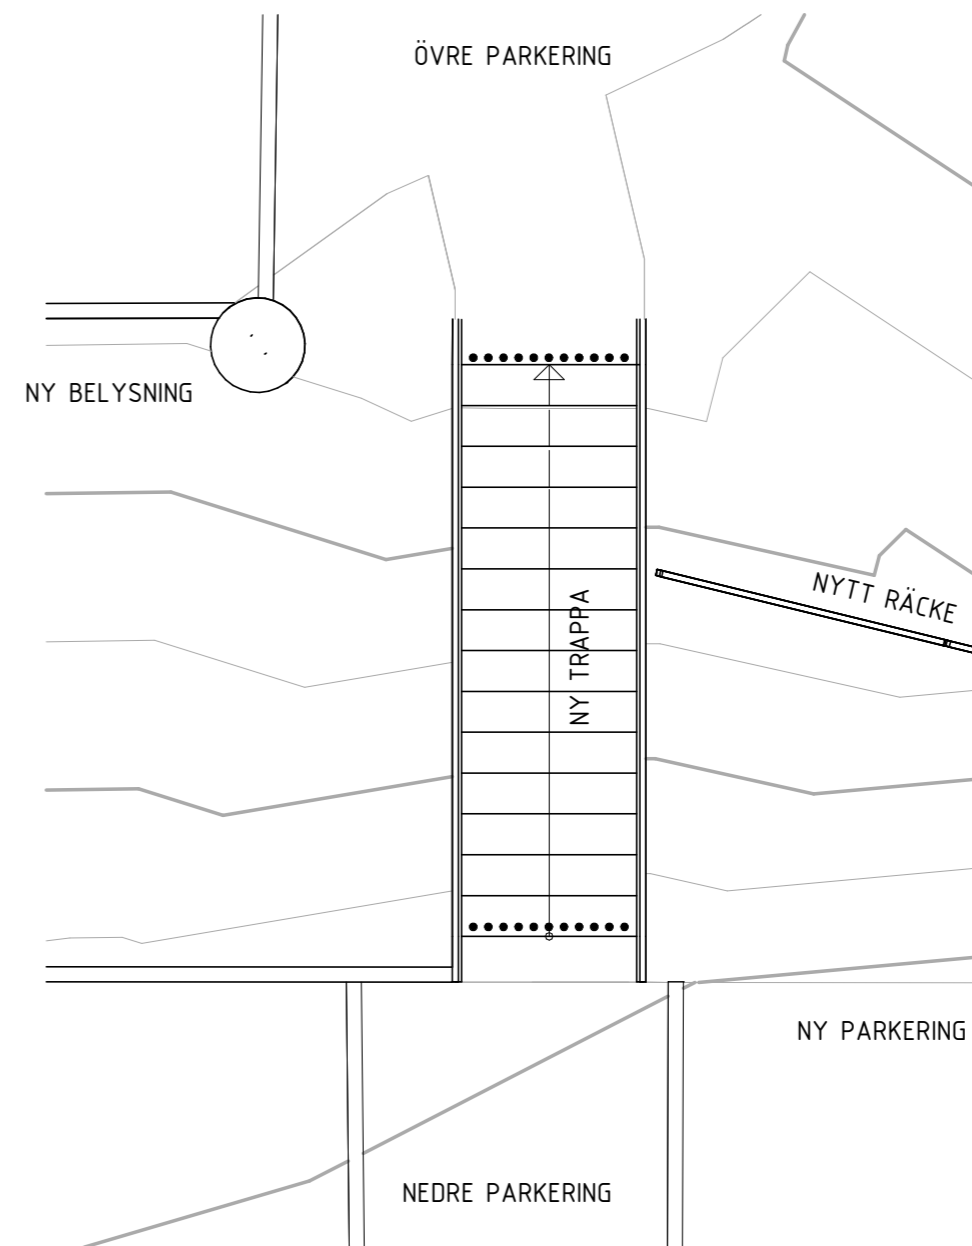 ÖVRE PARKERING
NY BELYSNING
NYTT RÄCKE
NY TRAPPA
NY PARKERING
NEDRE PARKERING